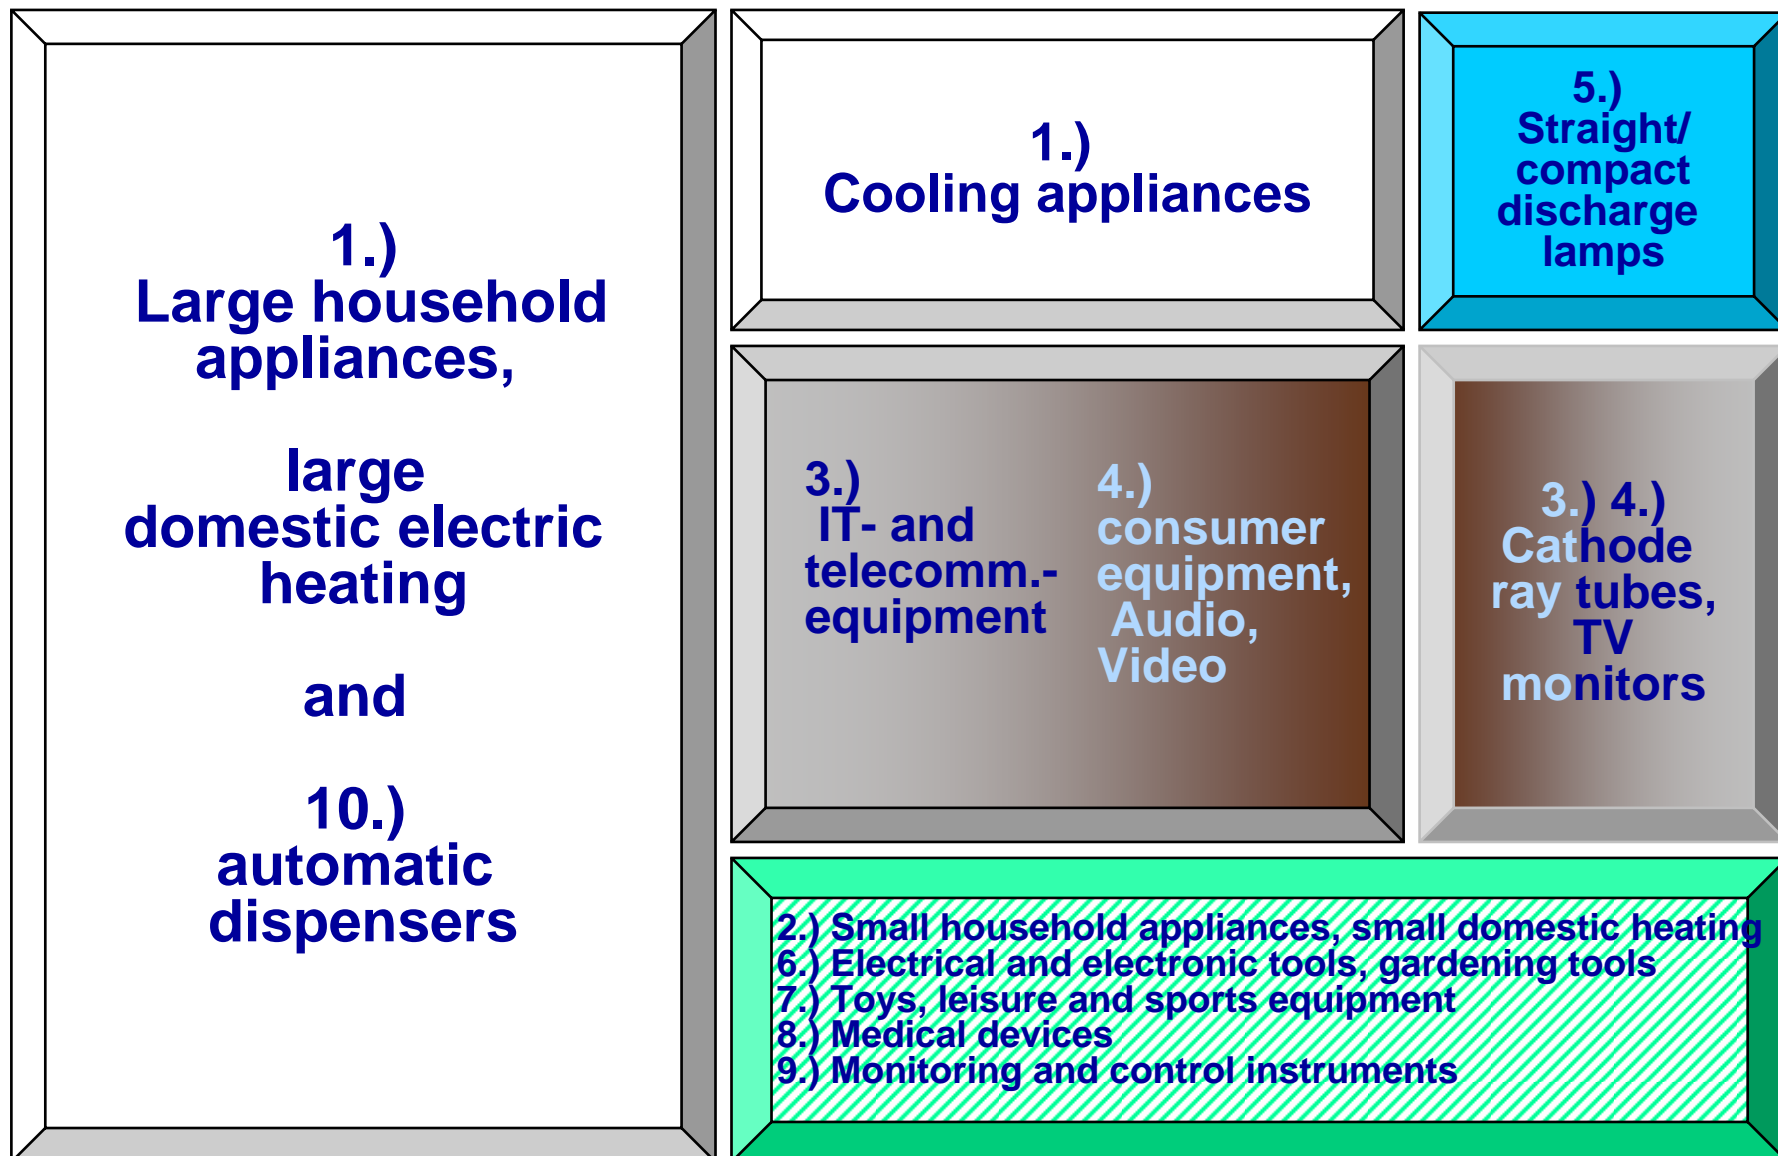 1.)
Large household
appliances,
large
domestic electric
heating
and
10.)
automatic
dispensers
1.)
Cooling appliances
5.)
Straight/
compact
discharge
lamps
3.)
IT- and
telecomm.-
equipment
4.)
consumer
equipment,
Audio,
Video
3.) 4.)
Cathode
ray tubes,
TV
monitors
2.) Small household appliances, small domestic heating
6.) Electrical and electronic tools, gardening tools
7.) Toys, leisure and sports equipment
8.) Medical devices
9.) Monitoring and control instruments